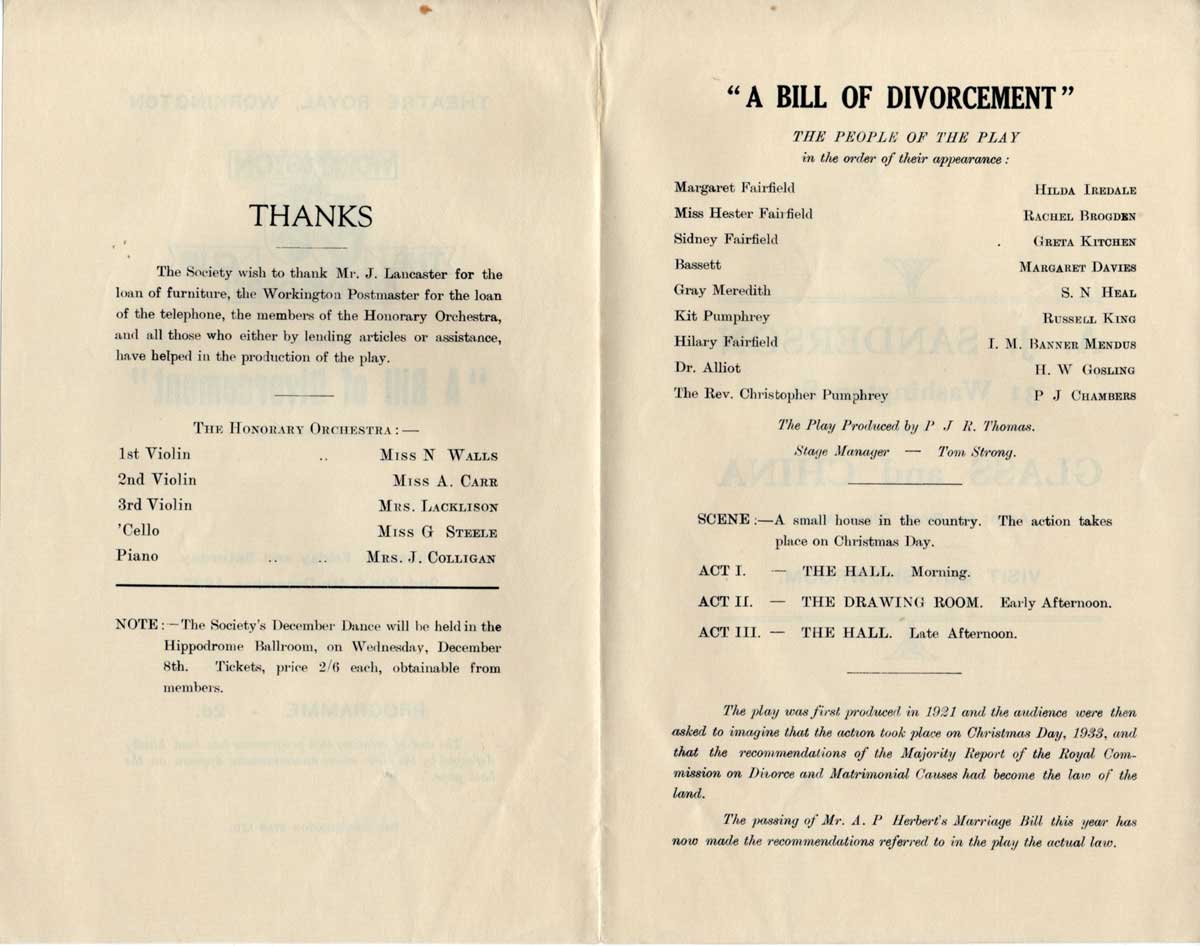 THANKS
The Society wish to thank Mr. J. Lancaster for the
loan of furniture, the Workington Postmaster for the loan
of the telephone, the members of the Honorary Orchestra,
and all those who either by lending articles or assistance,
have helped in the production of the play.
THE HONORARY ORCHESTRA :—
1st Violin .. MISS N WALLS
2nd Violin MISS A. CARR
3rd Violin MRS. LACKLISON
'Cello MISS G STEELE
Piano .. .. MRS. J. COLLIGAN
NOTE :—The Society's December Dance will be held in the
Hippodrome Ballroom, on Wednesday, December
8th. Tickets, price 2/6 each, obtainable from
members.
"A BILL OF DIVORCEMENT"
THE PEOPLE OF THE PLAY
in the order of their appearance :
Margaret Fairfield HILDA IREDALE
Miss Hester Fairfield RACHEL BROGDEN
Sidney Fairfield . GRETA KITCHEN
Bassett MARGARET DAVIES
Gray Meredith S. N HEAL
Kit Pumphrey RUSSELL KING
Hilary Fairfield I. M. BANNER MENDUS
Dr. Alliot H. W GOSLING
The Rev. Christopher Pumphrey P J CHAMBERS
The Play Produced by P J R. Thomas.
Stage Manager — Tom Strong.
SCENE :—A small house in the country. The action takes
place on Christmas Day.
ACT I. — THE HALL. Morning.
ACT II. — THE DRAWING ROOM. Early Afternoon.
ACT III. — THE HALL. Late Afternoon.
The play was first produced in 1921 and the audience were then
asked to imagine that the action took place on Christmas Day, 1933, and
that the recommendations of the Majority Report of the Royal Com-
mission on Divorce and Matrimonial Causes had become the law of the
land.
The passing of Mr. A. P Herbert's Marriage Bill this year has
now made the recommendations referred to in the play the actual law.